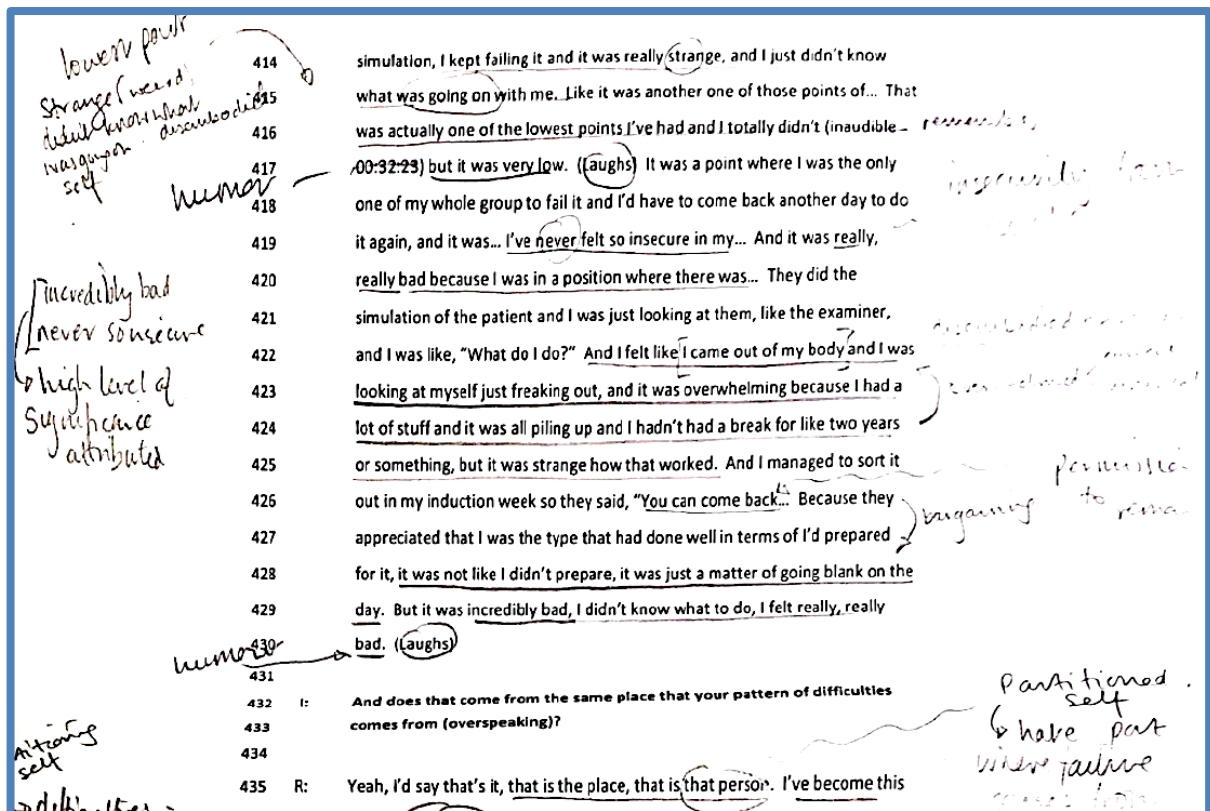 lowest point
strange (weird)
didn't know what
was going on disembodied
self
414 simulation, I kept failing it and it was really strange, and I just didn't know
415 what was going on with me. Like it was another one of those points of... That
416 was actually one of the lowest points I've had and I totally didn't (inaudible –
417 00:32:23) but it was very low. (Laughs) It was a point where I was the only
humor
418 one of my whole group to fail it and I'd have to come back another day to do
419 it again, and it was... I've never felt so insecure in my... And it was really,
420 really bad because I was in a position where there was... They did the
incredibly bad
421 simulation of the patient and I was just looking at them, like the examiner,
never so insecure
422 and I was like, "What do I do?" And I felt like I came out of my body and I was
423 looking at myself just freaking out, and it was overwhelming because I had a
high level of
significance
attributed
424 lot of stuff and it was all piling up and I hadn't had a break for like two years
425 or something, but it was strange how that worked. And I managed to sort it
426 out in my induction week so they said, "You can come back..." Because they
permission
to
bargaining
427 appreciated that I was the type that had done well in terms of I'd prepared
428 for it, it was not like I didn't prepare, it was just a matter of going blank on the
429 day. But it was incredibly bad, I didn't know what to do, I felt really, really
430 bad. (Laughs)
humor
431
432 I: And does that come from the same place that your pattern of difficulties
433 comes from (overspeaking)?
434
Partitioned
self
have part
where failure
self
435 R: Yeah, I'd say that's it, that is the place, that is that person. I've become this